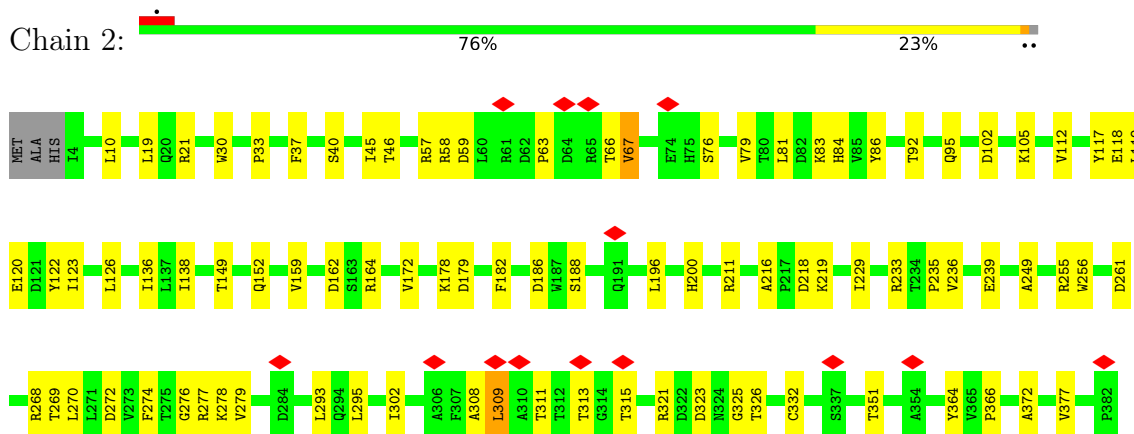 Chain 2:
76% 23%
MET ALA HIS I4 L10 L19 Q20 R21 W30 P33 F37 S40 I45 T46 R57 R58 D59 L60 R61 D62 P63 D64 R65 T66 V67 E74 H75 S76 V79 T80 L81 D82 K83 H84 V85 Y86 T92 Q95 D102 K105 V112 Y117 E118
E120 D121 Y122 I123 L126 I136 L137 I138 T149 Q152 V159 D162 S163 R164 V172 K178 D179 F182 D186 W187 S188 Q191 L196 H200 R211 A216 P217 D218 K219 I229 R233 T234 P235 V236 E239 A249 R255 W256 D261
R268 T269 L270 L271 D272 V273 F274 T275 G276 R277 K278 V279 D284 L293 Q294 L295 I302 A306 F307 A308 L309 A310 T311 T312 T313 G314 T315 R321 D322 D323 N324 G325 T326 C332 S337 T351 A354 Y364 V365 P366 A372 V377 P382